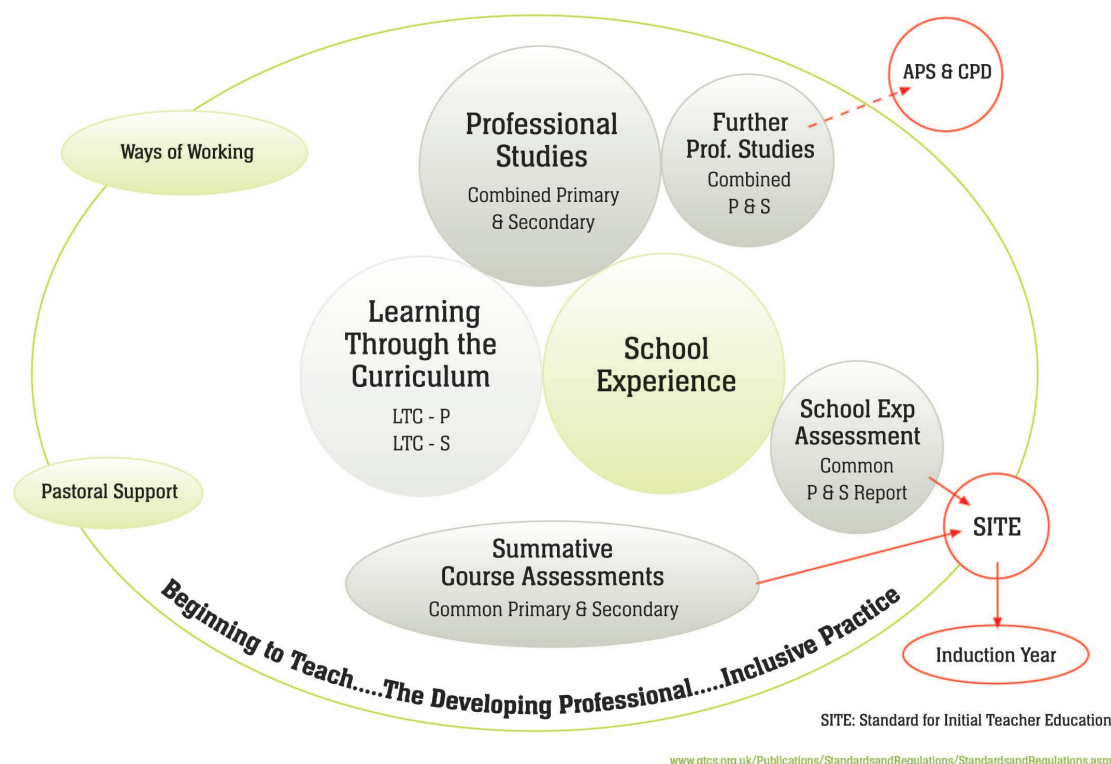 APS & CPD
Ways of Working
Professional
Studies
Combined Primary
& Secondary
Further
Prof. Studies
Combined
P & S
Learning
Through the
Curriculum
LTC - P
LTC - S
School
Experience
School Exp
Assessment
Common
P & S Report
Pastoral Support
SITE
Summative
Course Assessments
Common Primary & Secondary
Beginning to Teach.....The Developing Professional.....Inclusive Practice
Induction Year
SITE: Standard for Initial Teacher Education
www.gtcs.org.uk/Publications/StandardsandRegulations/StandardsandRegulations.aspx